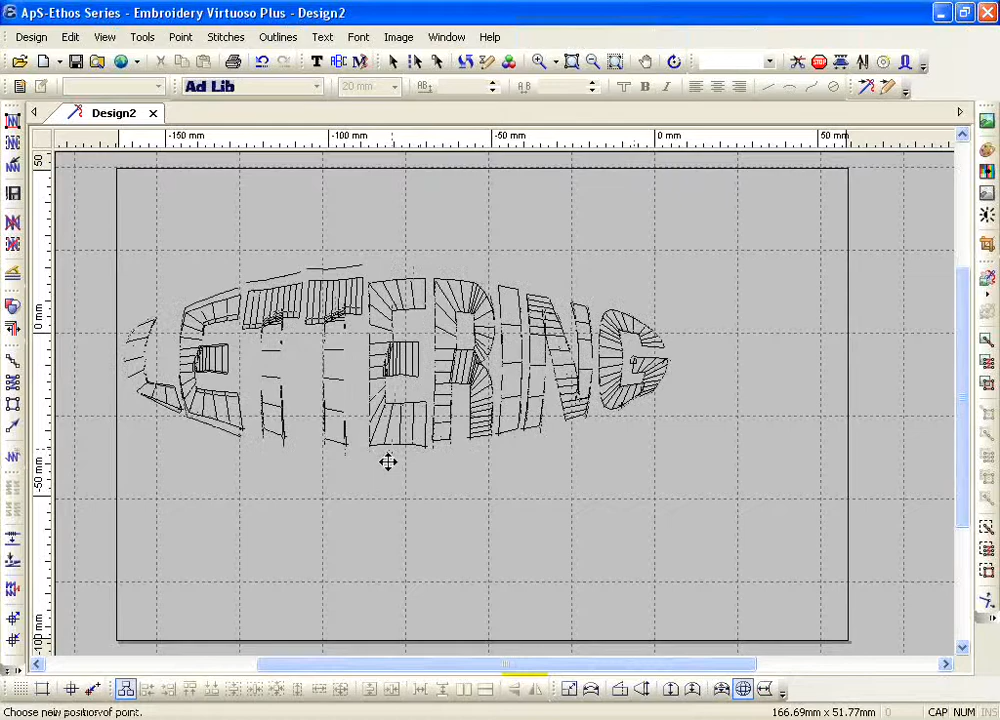 ApS-Ethos Series - Embroidery Virtuoso Plus - Design2
Design Edit View Tools Point Stitches Outlines Text Font Image Window Help
Ad Lib 20 mm
Design2
-150 mm -100 mm -50 mm 0 mm 50 mm
50
0 mm
-50 mm
-100 mm
LETTERING
Choose new position of point. 166.69mm x 51.77mm 0 CAP NUM INS